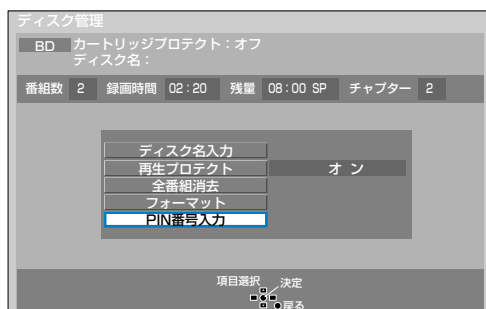 ディスク管理
BD カートリッジプロテクト：オフ
ディスク名：
番組数 2 録画時間 02：20 残量 08：00 SP チャプター 2
ディスク名入力
再生プロテクト オ ン
全番組消去
フォーマット
PIN番号入力
項目選択 決定
戻る